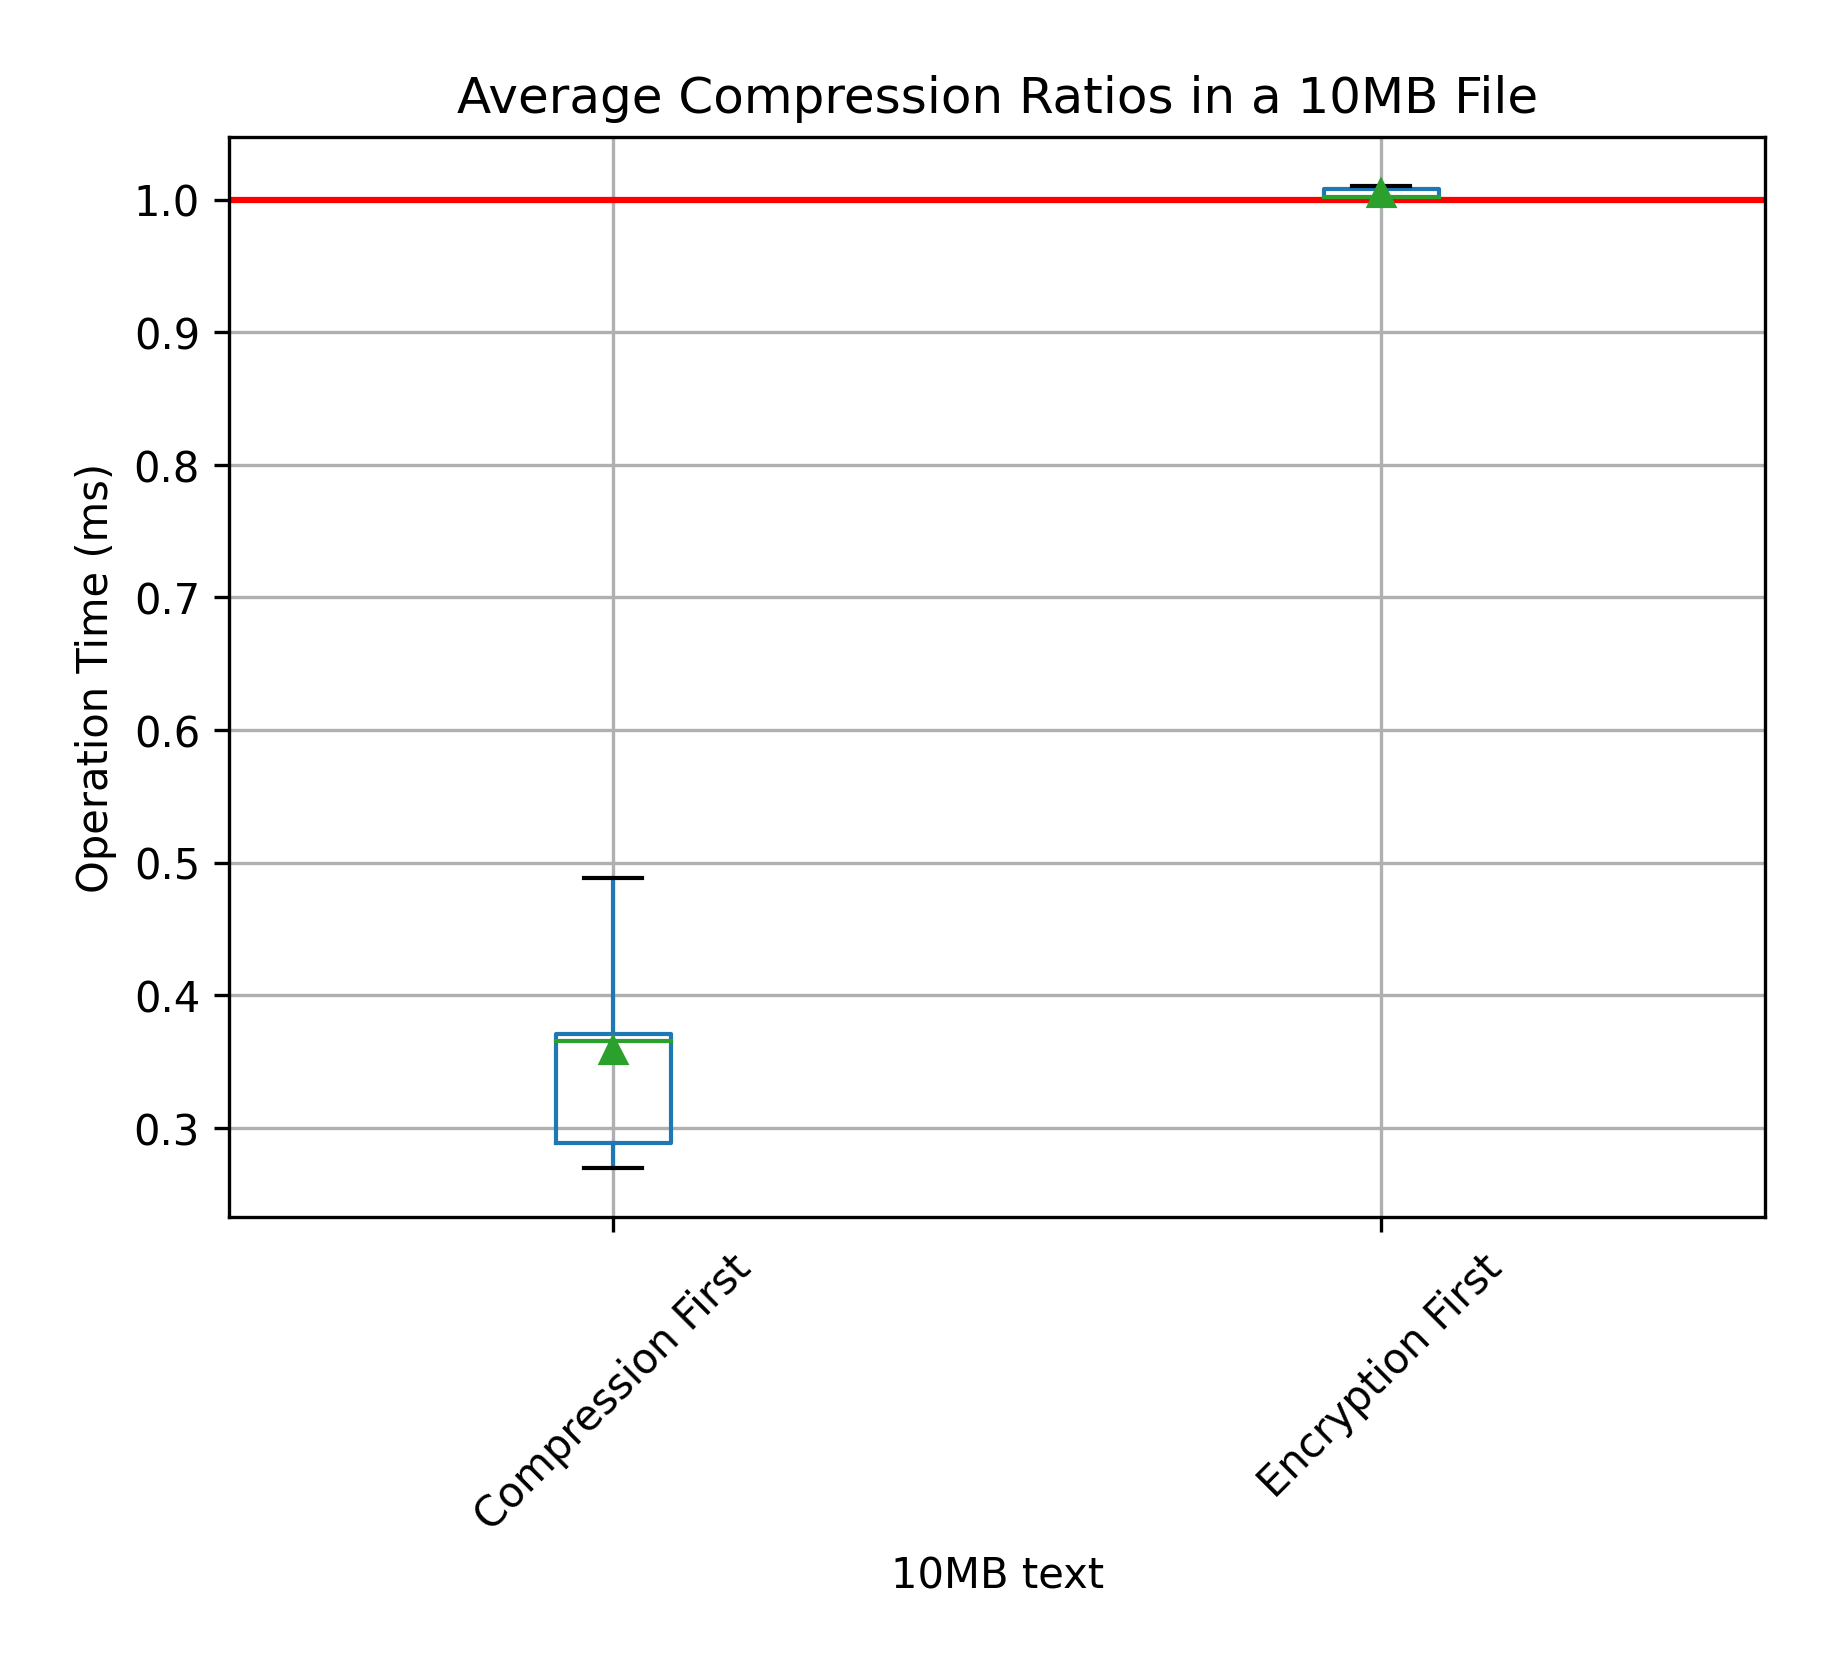 Average Compression Ratios in a 10MB File
Operation Time (ms)
1.0
0.9
0.8
0.7
0.6
0.5
0.4
0.3
Compression First
Encryption First
10MB text